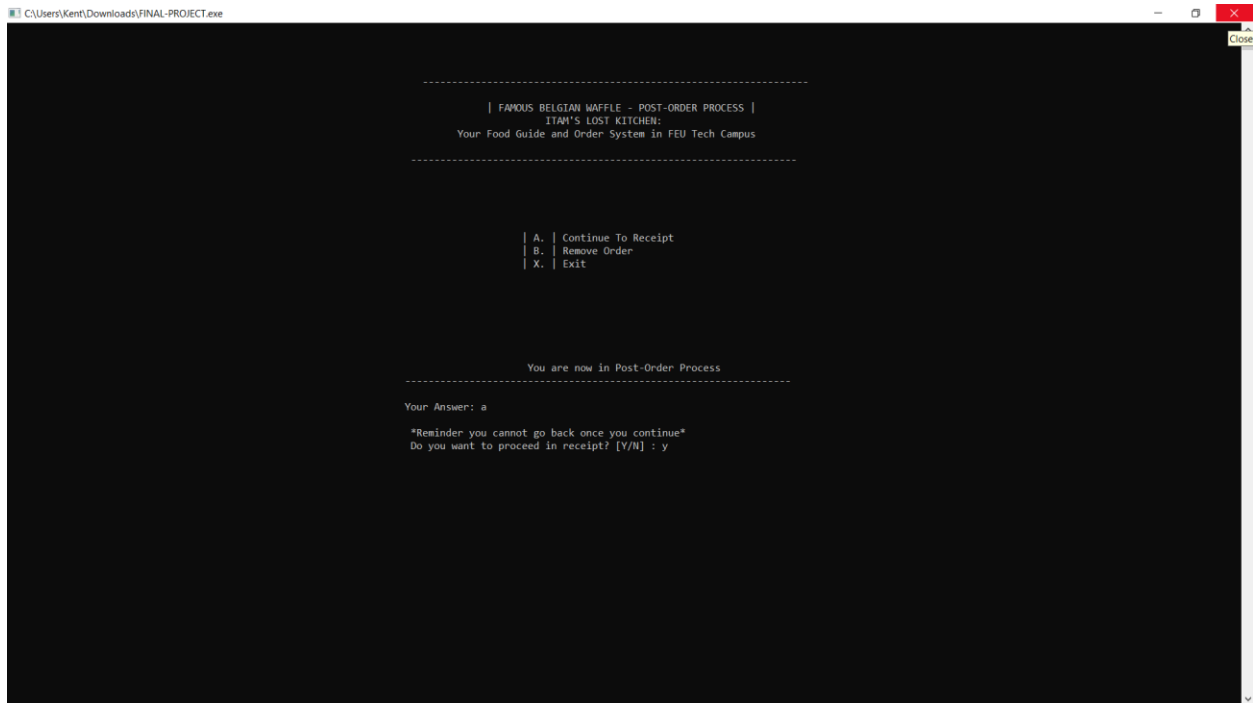 C:\Users\Kent\Downloads\FINAL-PROJECT.exe
Close
| FAMOUS BELGIAN WAFFLE - POST-ORDER PROCESS |
ITAM'S LOST KITCHEN:
Your Food Guide and Order System in FEU Tech Campus
| A. | Continue To Receipt
| B. | Remove Order
| X. | Exit
You are now in Post-Order Process
Your Answer: a
*Reminder you cannot go back once you continue*
Do you want to proceed in receipt? [Y/N] : y